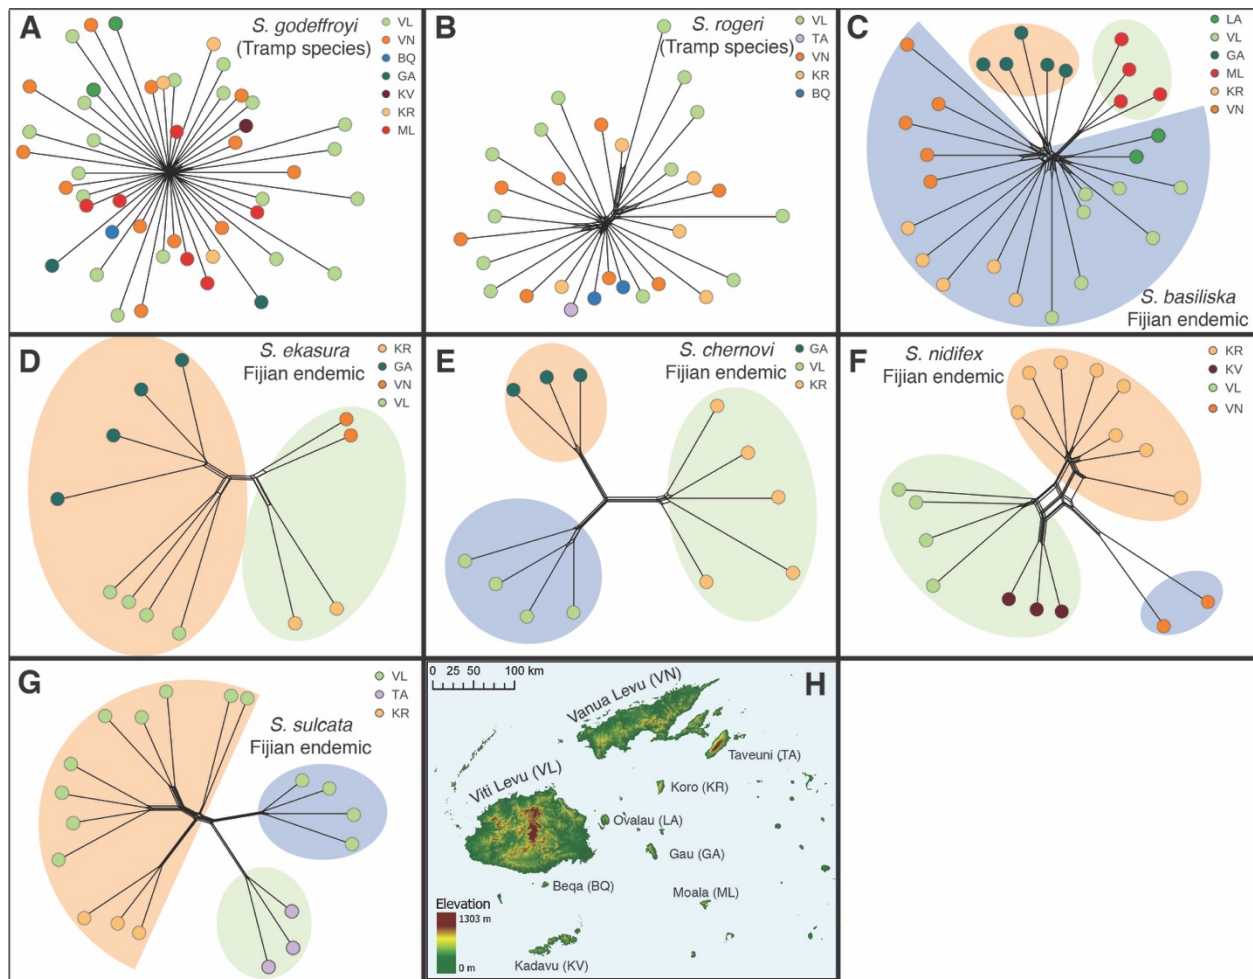 A
S. godeffroyi
(Tramp species)
VL
VN
BQ
GA
KV
KR
ML
B
S. rogeri
(Tramp species)
VL
TA
VN
KR
BQ
C
LA
VL
GA
ML
KR
VN
S. basiliska
Fijian endemic
D
S. ekasura
Fijian endemic
KR
GA
VN
VL
E
S. chernovi
Fijian endemic
GA
VL
KR
F
S. nidifex
Fijian endemic
KR
KV
VL
VN
G
S. sulcata
Fijian endemic
VL
TA
KR
H
0 25 50 100 km
Vanua Levu (VN)
Taveuni (TA)
Viti Levu (VL)
Koro (KR)
Ovalau (LA)
Gau (GA)
Beqa (BQ)
Moala (ML)
Elevation
1303 m
0 m
Kadavu (KV)